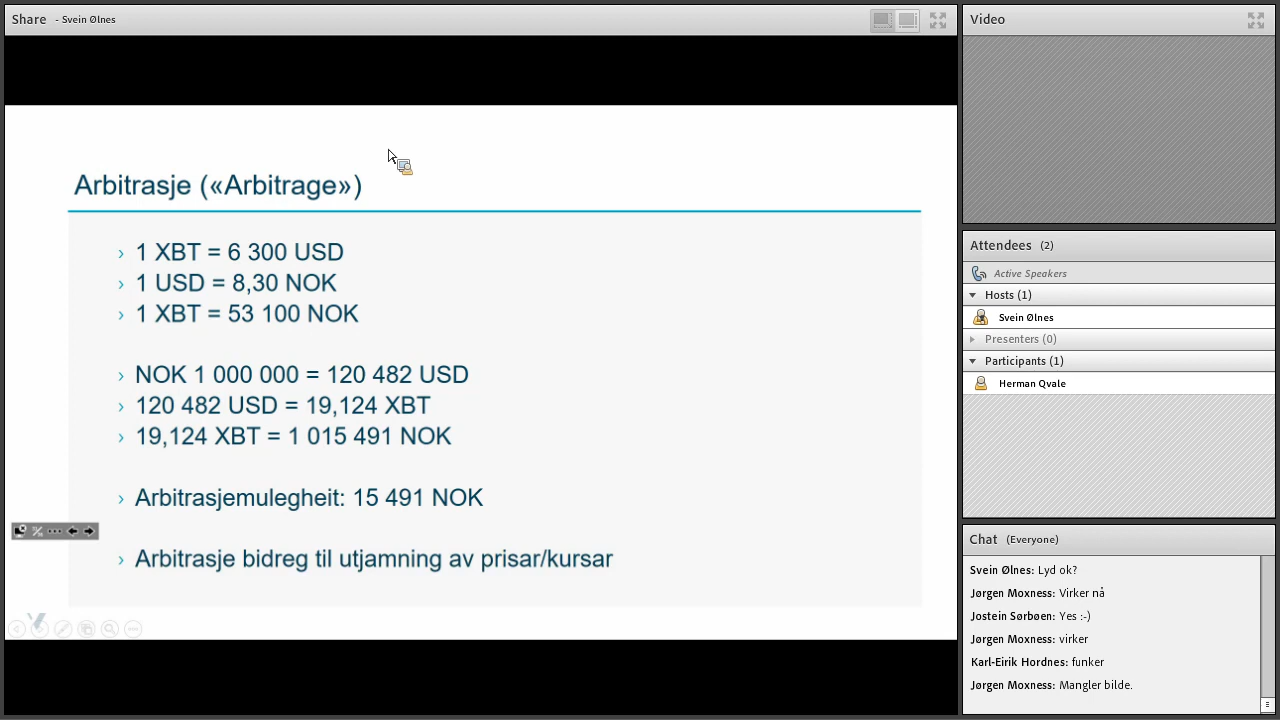 Share - Svein Ølnes
Arbitrasje («Arbitrage»)
› 1 XBT = 6 300 USD
› 1 USD = 8,30 NOK
› 1 XBT = 53 100 NOK
› NOK 1 000 000 = 120 482 USD
› 120 482 USD = 19,124 XBT
› 19,124 XBT = 1 015 491 NOK
› Arbitrasjemulegheit: 15 491 NOK
› Arbitrasje bidreg til utjamning av prisar/kursar
Video
Attendees (2)
Active Speakers
Hosts (1)
Svein Ølnes
Presenters (0)
Participants (1)
Herman Qvale
Chat (Everyone)
Svein Ølnes: Lyd ok?
Jørgen Moxness: Virker nå
Jostein Sørbøen: Yes :-)
Jørgen Moxness: virker
Karl-Eirik Hordnes: funker
Jørgen Moxness: Mangler bilde.